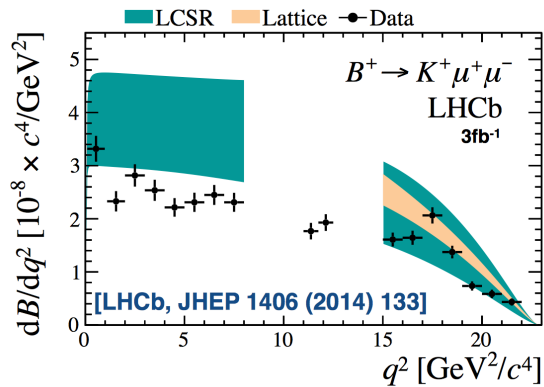 LCSR Lattice Data
B⁺ → K⁺μ⁺μ⁻
LHCb
3fb⁻¹
dB/dq² [10⁻⁸ × c⁴/GeV²]
5
4
3
2
1
0
[LHCb, JHEP 1406 (2014) 133]
0 5 10 15 20
q² [GeV²/c⁴]